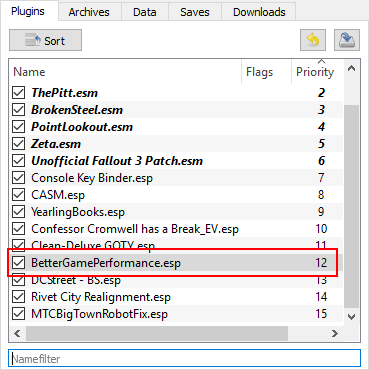 Plugins Archives Data Saves Downloads
Sort
Name Flags Priority
ThePitt.esm 2
BrokenSteel.esm 3
PointLookout.esm 4
Zeta.esm 5
Unofficial Fallout 3 Patch.esm 6
Console Key Binder.esp 7
CASM.esp 8
YearlingBooks.esp 9
Confessor Cromwell has a Break_EV.esp 10
Clean-Deluxe GOTY.esp 11
BetterGamePerformance.esp 12
DCStreet - BS.esp 13
Rivet City Realignment.esp 14
MTCBigTownRobotFix.esp 15
Namefilter